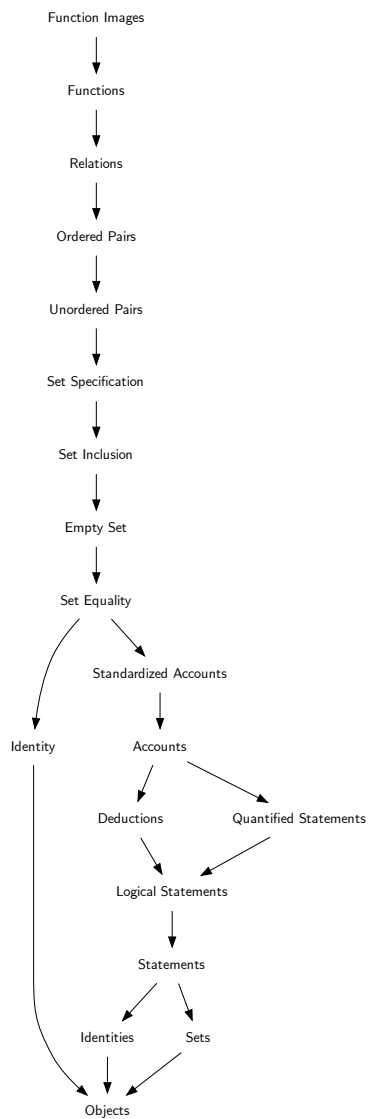 Function Images
Functions
Relations
Ordered Pairs
Unordered Pairs
Set Specification
Set Inclusion
Empty Set
Set Equality
Standardized Accounts
Identity
Accounts
Deductions
Quantified Statements
Logical Statements
Statements
Identities
Sets
Objects